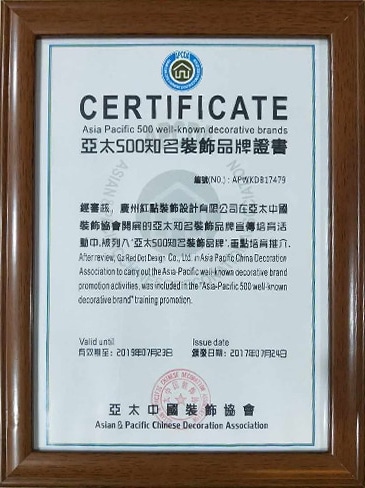 APCDA
CERTIFICATE
Asia Pacific 500 well-known decorative brands
亞太500知名裝飾品牌證書
編號(NO.): APWKDB17479
經審核, 廣州紅點裝飾設計有限公司在亞太中國
裝飾協會開展的亞太知名裝飾品牌宣傳培育活
動中,被列入"亞太500知名裝飾品牌",重點培育推介.
After review, Gz Red Dot Design Co., Ltd. in Asia Pacific China Decoration
Association to carry out the Asia-Pacific well-known decorative brand
promotion activities, was included in the "Asia-Pacific 500 well-known
decorative brand" training promotion.
Valid until Issue date
有效期至: 2019年07月23日 頒發日期: 2017年07月24日
亞太中國裝飾協會
Asian & Pacific Chinese Decoration Association